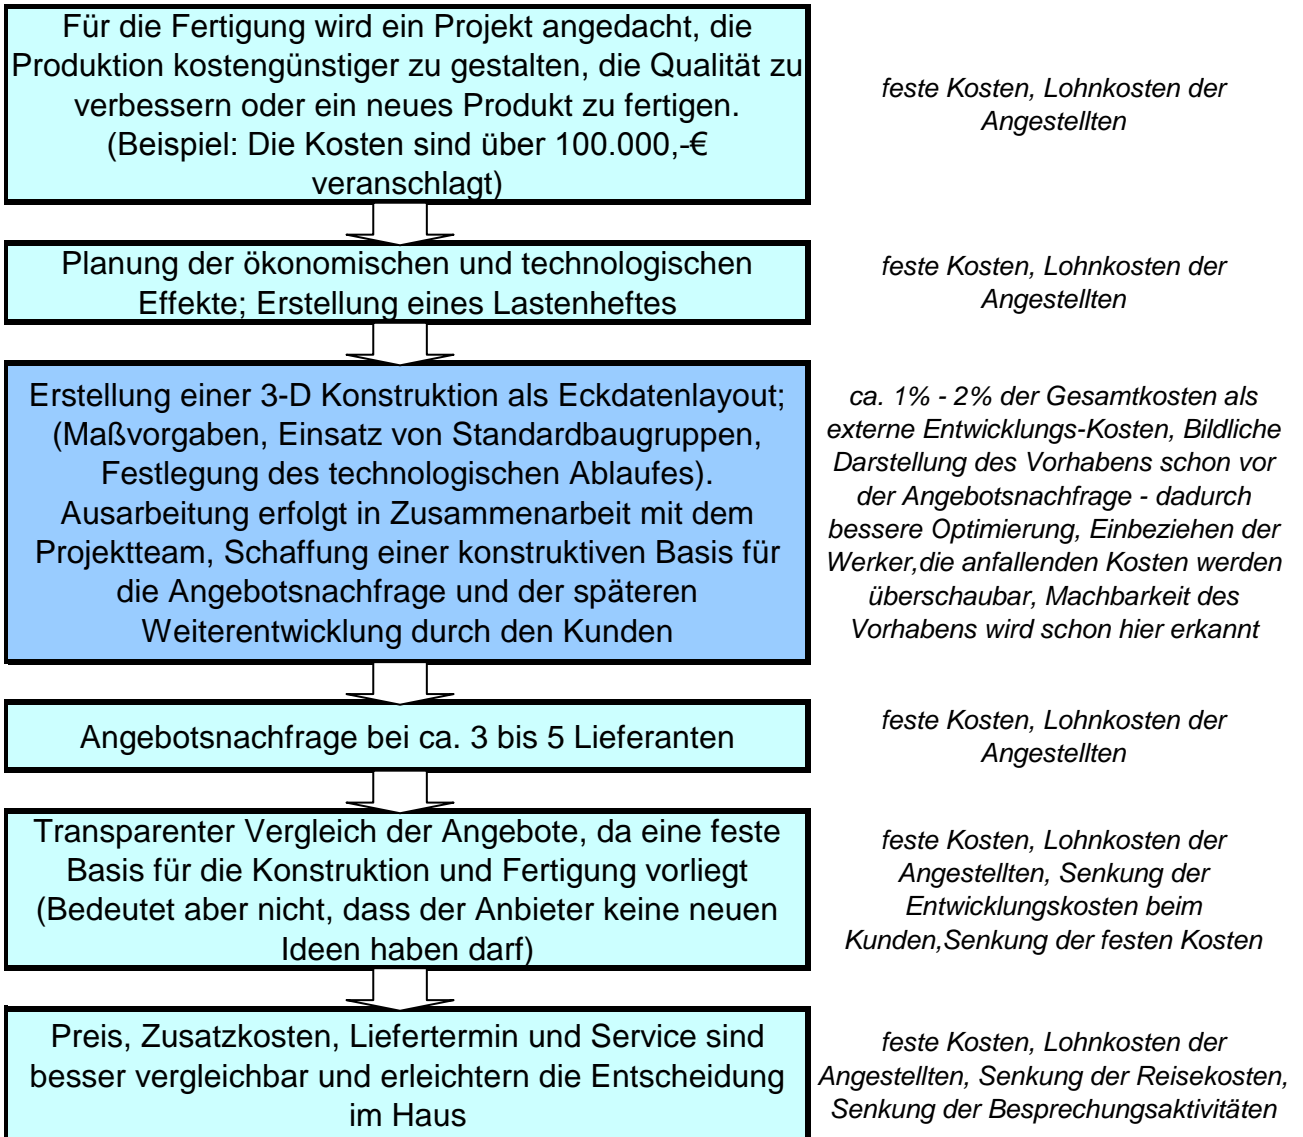 Für die Fertigung wird ein Projekt angedacht, die
Produktion kostengünstiger zu gestalten, die Qualität zu
verbessern oder ein neues Produkt zu fertigen.
(Beispiel: Die Kosten sind über 100.000,-€
veranschlagt)
feste Kosten, Lohnkosten der
Angestellten
Planung der ökonomischen und technologischen
Effekte; Erstellung eines Lastenheftes
feste Kosten, Lohnkosten der
Angestellten
Erstellung einer 3-D Konstruktion als Eckdatenlayout;
(Maßvorgaben, Einsatz von Standardbaugruppen,
Festlegung des technologischen Ablaufes).
Ausarbeitung erfolgt in Zusammenarbeit mit dem
Projektteam, Schaffung einer konstruktiven Basis für
die Angebotsnachfrage und der späteren
Weiterentwicklung durch den Kunden
ca. 1% - 2% der Gesamtkosten als
externe Entwicklungs-Kosten, Bildliche
Darstellung des Vorhabens schon vor
der Angebotsnachfrage - dadurch
bessere Optimierung, Einbeziehen der
Werker,die anfallenden Kosten werden
überschaubar, Machbarkeit des
Vorhabens wird schon hier erkannt
Angebotsnachfrage bei ca. 3 bis 5 Lieferanten
feste Kosten, Lohnkosten der
Angestellten
Transparenter Vergleich der Angebote, da eine feste
Basis für die Konstruktion und Fertigung vorliegt
(Bedeutet aber nicht, dass der Anbieter keine neuen
Ideen haben darf)
feste Kosten, Lohnkosten der
Angestellten, Senkung der
Entwicklungskosten beim
Kunden,Senkung der festen Kosten
Preis, Zusatzkosten, Liefertermin und Service sind
besser vergleichbar und erleichtern die Entscheidung
im Haus
feste Kosten, Lohnkosten der
Angestellten, Senkung der Reisekosten,
Senkung der Besprechungsaktivitäten